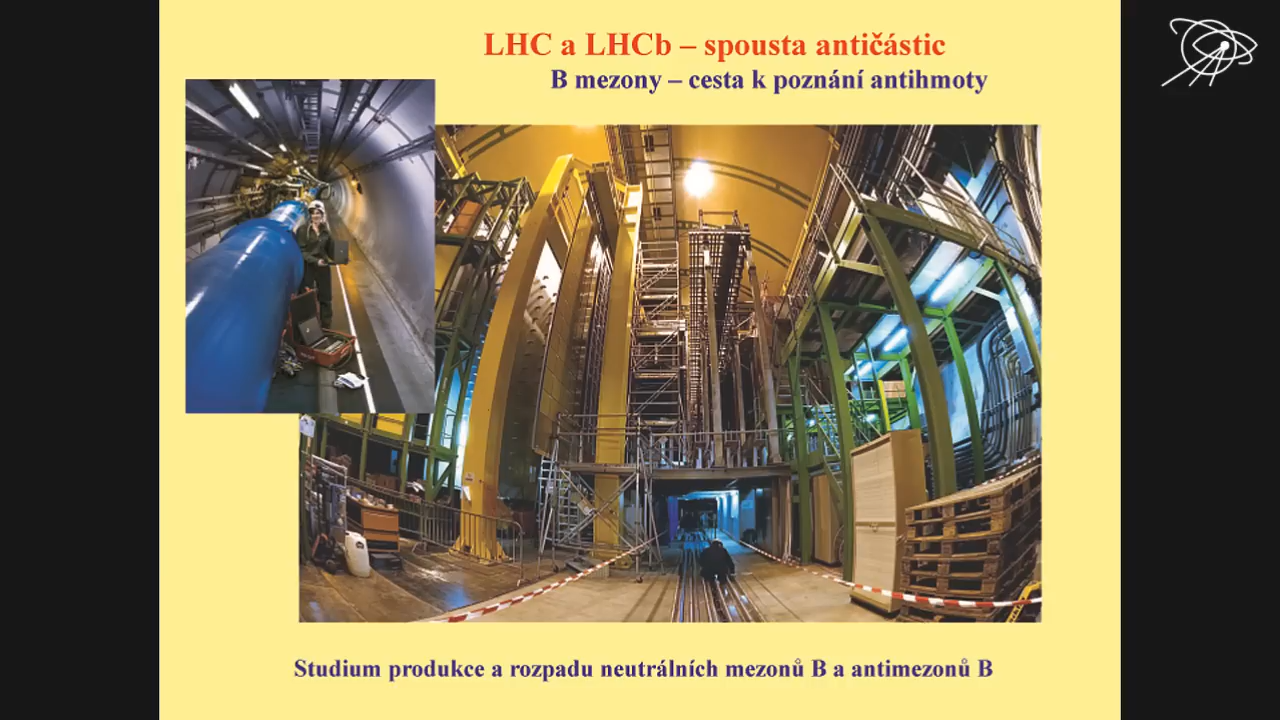 LHC a LHCb – spousta antičástic
B mezony – cesta k poznání antihmoty
Studium produkce a rozpadu neutrálních mezonů B a antimezonů B